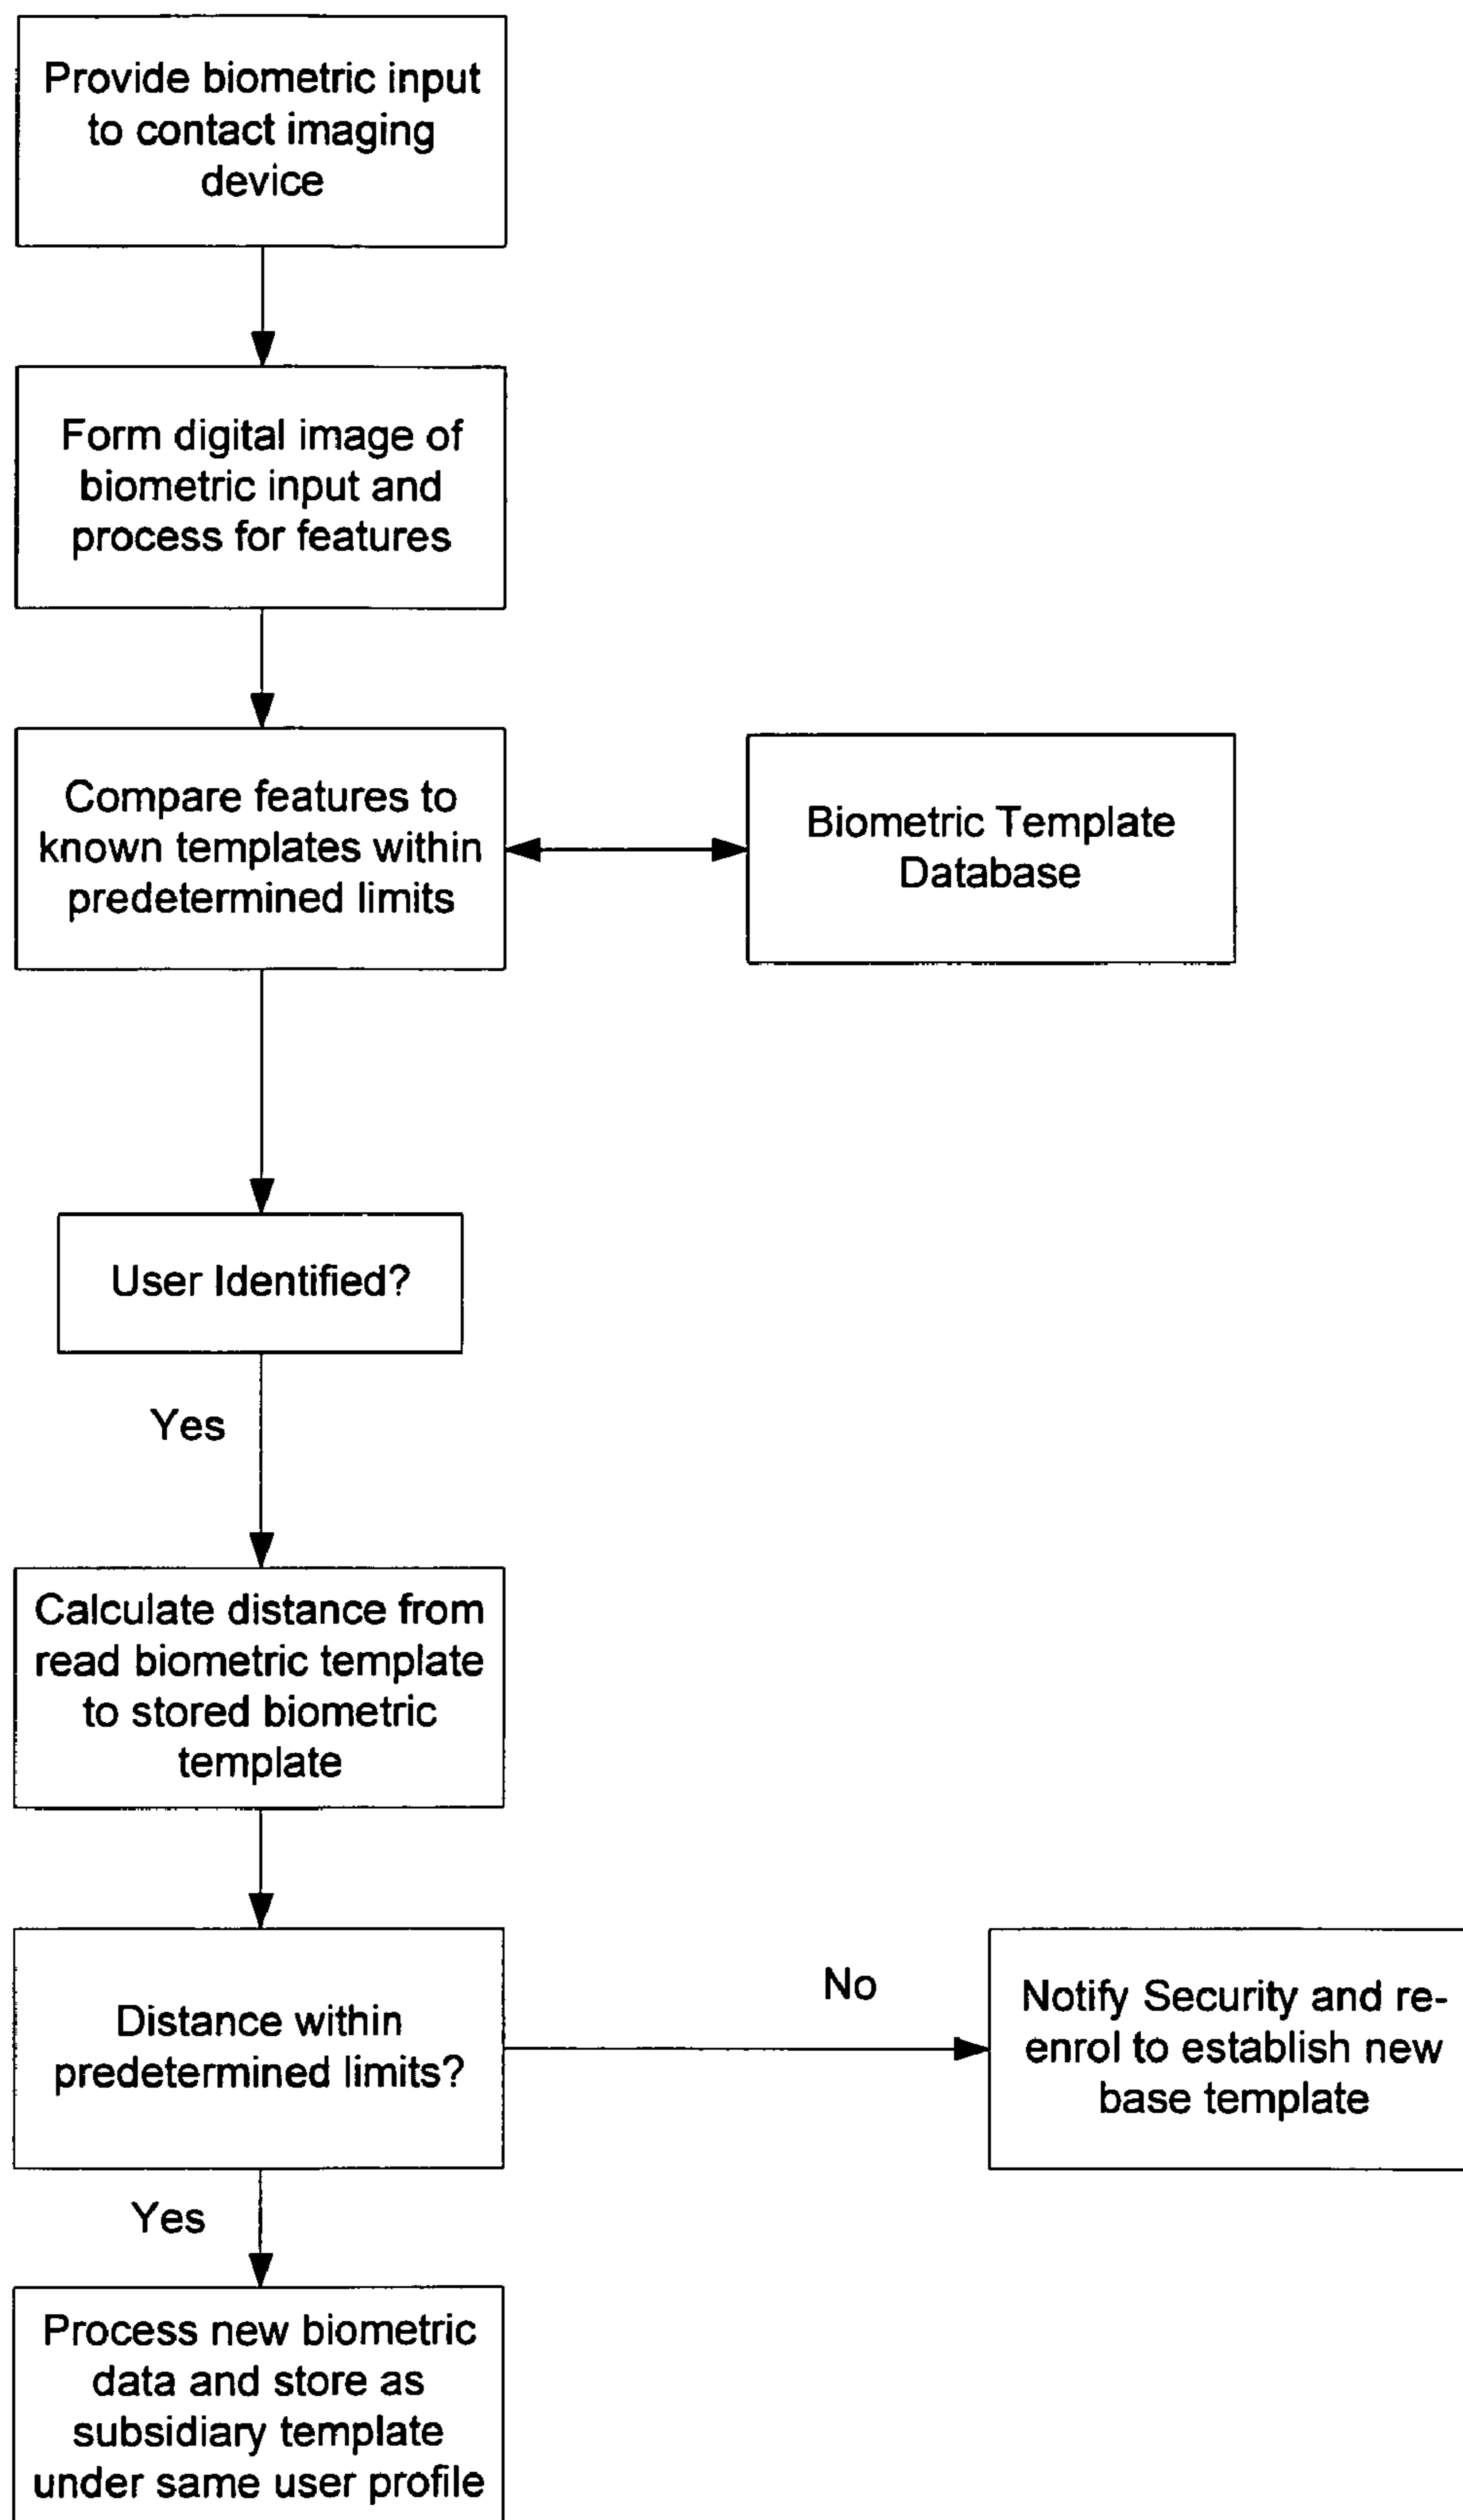 Provide biometric input
to contact imaging
device
Form digital image of
biometric input and
process for features
Compare features to
known templates within
predetermined limits
Biometric Template
Database
User Identified?
Yes
Calculate distance from
read biometric template
to stored biometric
template
Distance within
predetermined limits?
No
Notify Security and re-
enrol to establish new
base template
Yes
Process new biometric
data and store as
subsidiary template
under same user profile